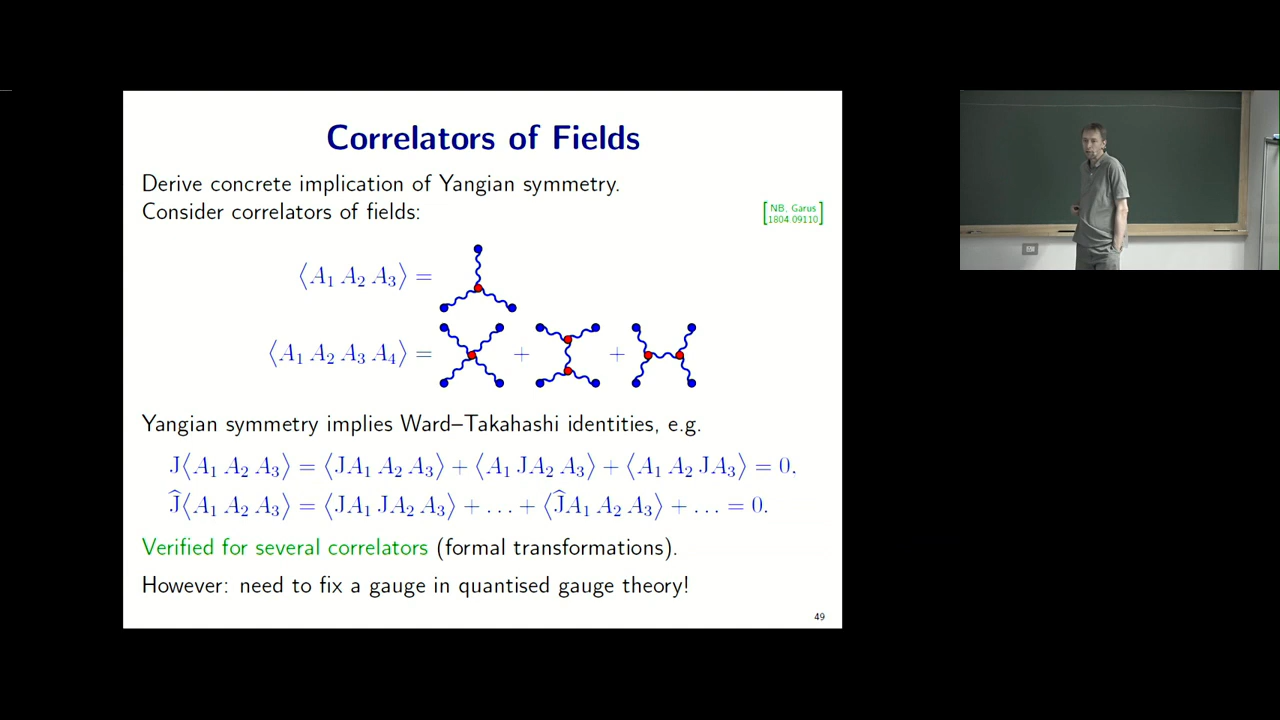 Correlators of Fields
Derive concrete implication of Yangian symmetry.
Consider correlators of fields:
[NB, Garus
1804.09110]
⟨A₁ A₂ A₃⟩ =
⟨A₁ A₂ A₃ A₄⟩ = + +
Yangian symmetry implies Ward–Takahashi identities, e.g.
J⟨A₁ A₂ A₃⟩ = ⟨JA₁ A₂ A₃⟩ + ⟨A₁ JA₂ A₃⟩ + ⟨A₁ A₂ JA₃⟩ = 0.
Ĵ⟨A₁ A₂ A₃⟩ = ⟨JA₁ JA₂ A₃⟩ + … + ⟨ĴA₁ A₂ A₃⟩ + … = 0.
Verified for several correlators (formal transformations).
However: need to fix a gauge in quantised gauge theory!
49